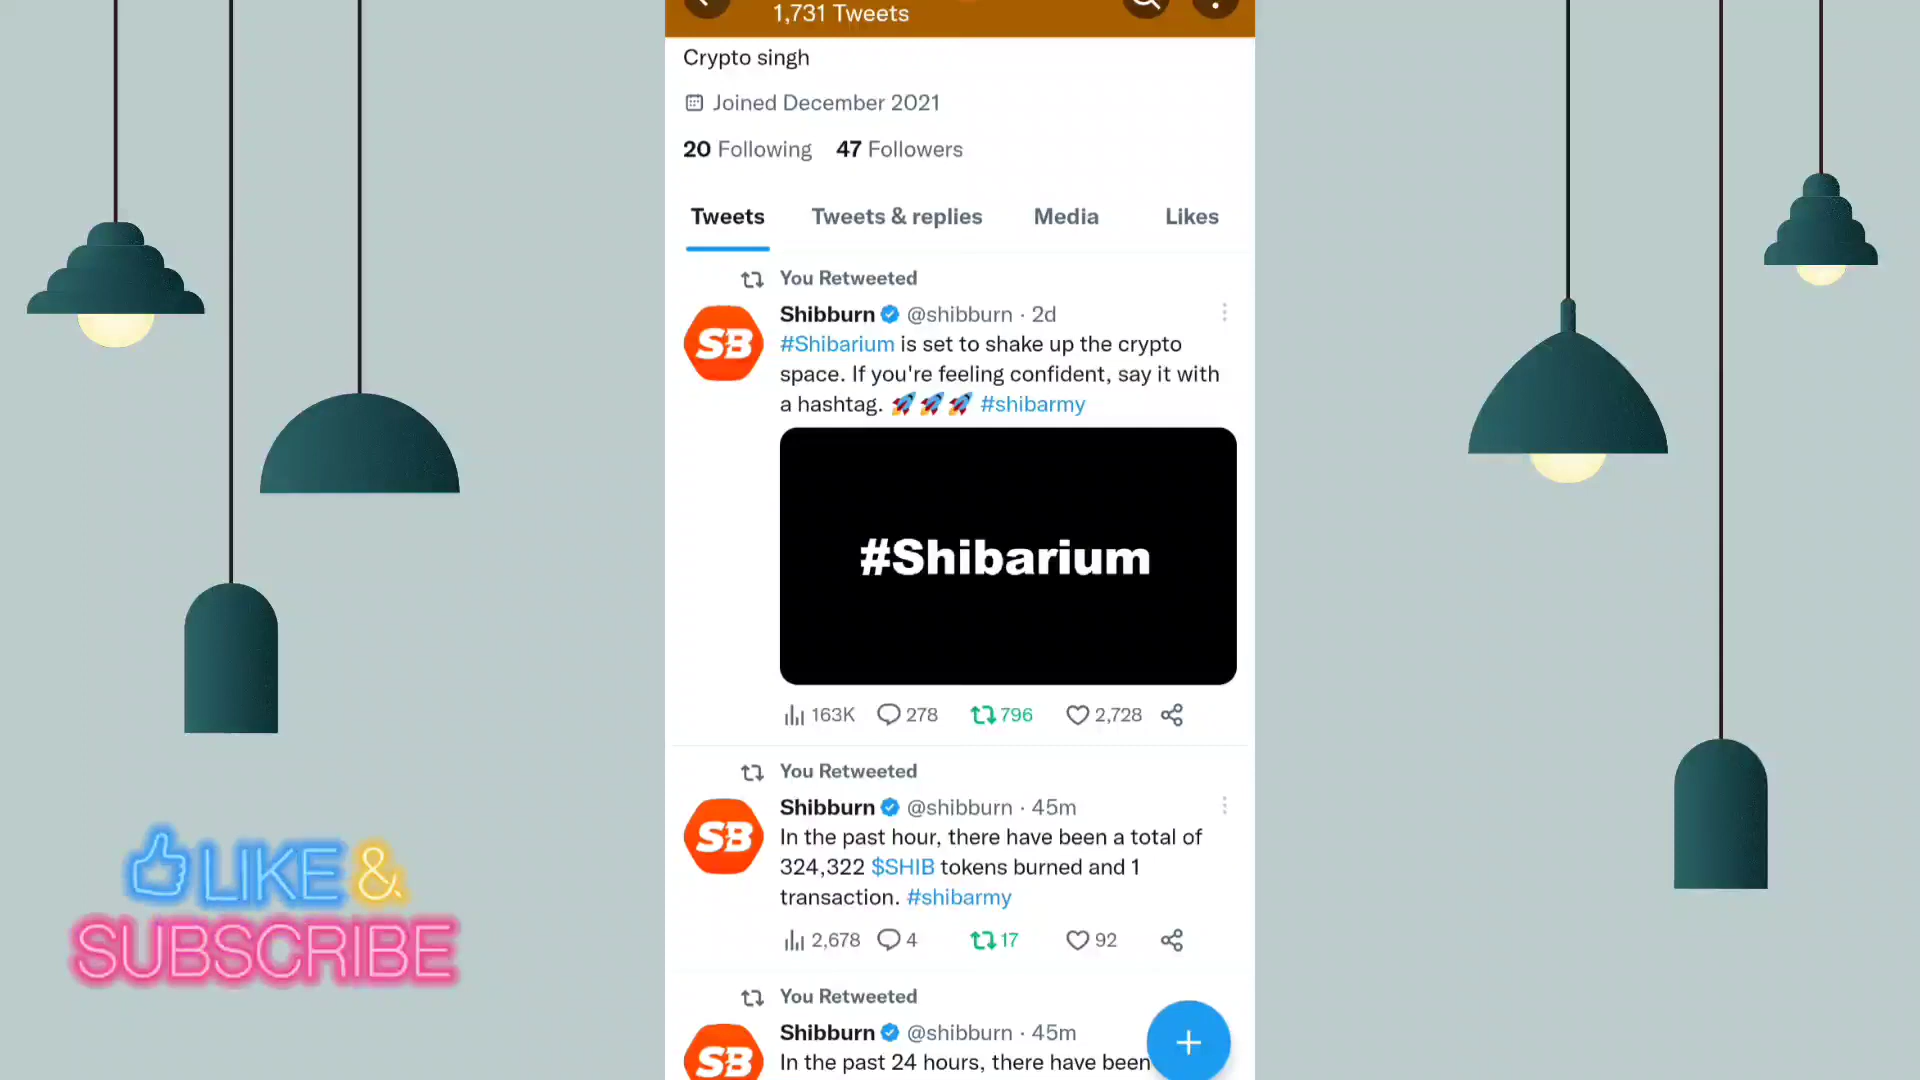 1,731 Tweets
Crypto singh
Joined December 2021
20 Following 47 Followers
Tweets Tweets & replies Media Likes
You Retweeted
Shibburn @shibburn · 2d
#Shibarium is set to shake up the crypto
space. If you're feeling confident, say it with
a hashtag. 🚀🚀🚀 #shibarmy
SB
#Shibarium
163K 278 796 2,728
You Retweeted
Shibburn @shibburn · 45m
In the past hour, there have been a total of
324,322 $SHIB tokens burned and 1
transaction. #shibarmy
SB
2,678 4 17 92
You Retweeted
Shibburn @shibburn · 45m
In the past 24 hours, there have been
SB
LIKE &
SUBSCRIBE